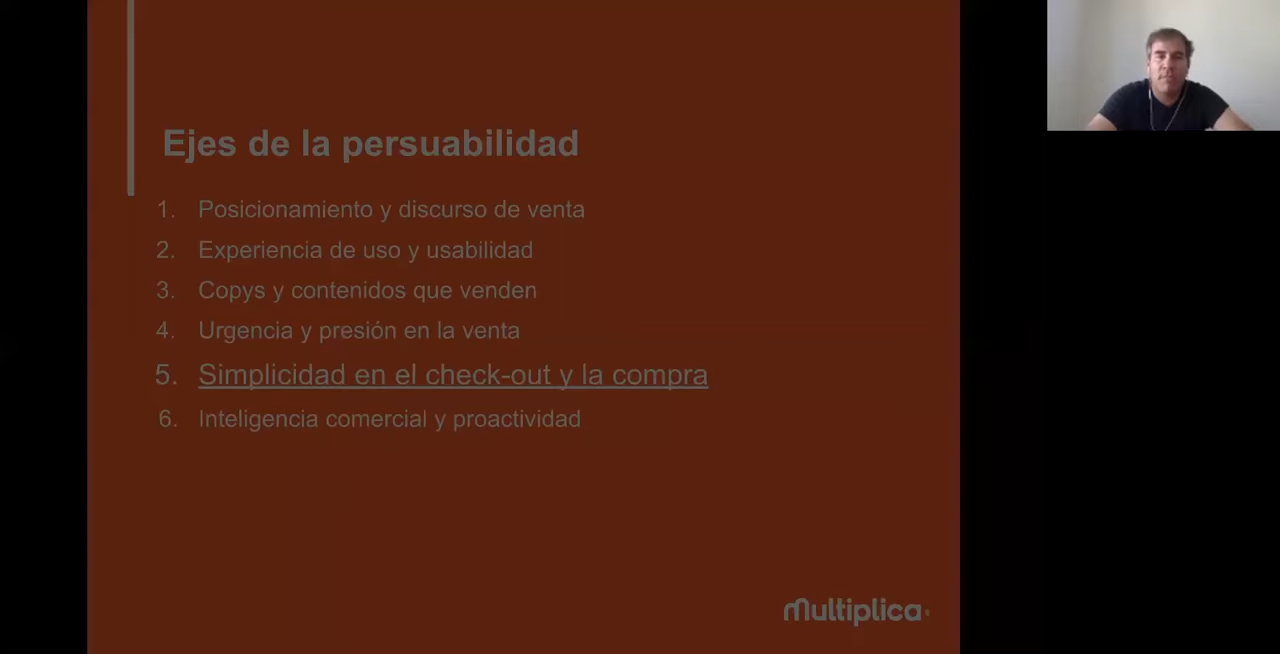 Ejes de la persuabilidad
1. Posicionamiento y discurso de venta
2. Experiencia de uso y usabilidad
3. Copys y contenidos que venden
4. Urgencia y presión en la venta
5. Simplicidad en el check-out y la compra
6. Inteligencia comercial y proactividad
multiplica